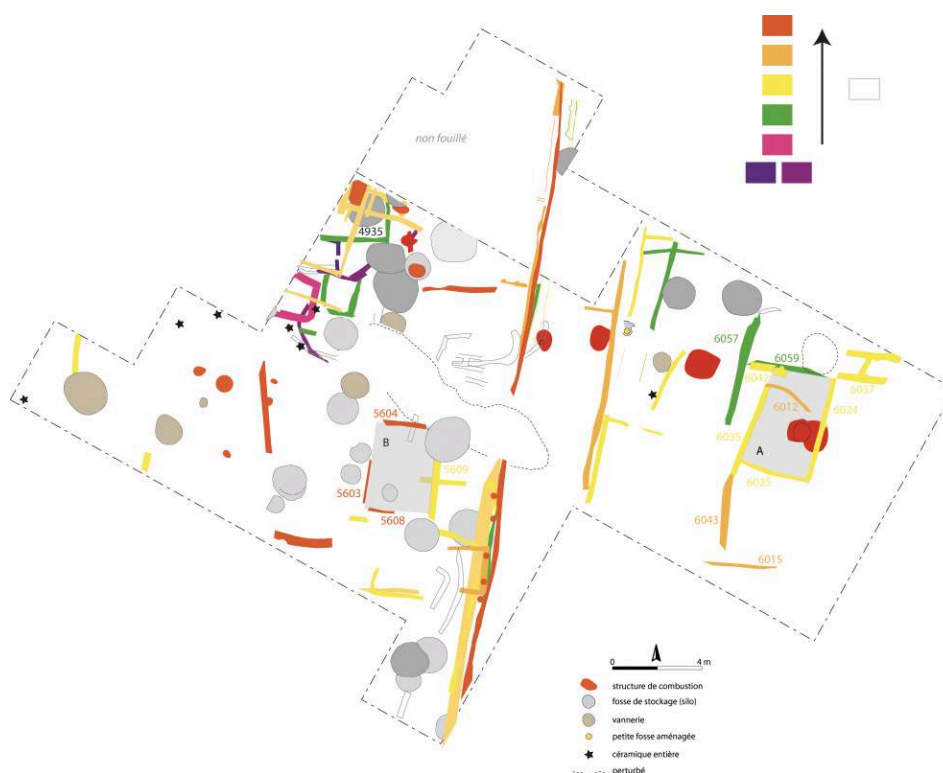 non fouillé
4935
6057
6059
6042
6037
6012
6024
6035
A
6025
6043
6015
5604
B
5609
5603
5608
0 4 m
structure de combustion
fosse de stockage (silo)
vannerie
petite fosse aménagée
céramique entière
perturbé